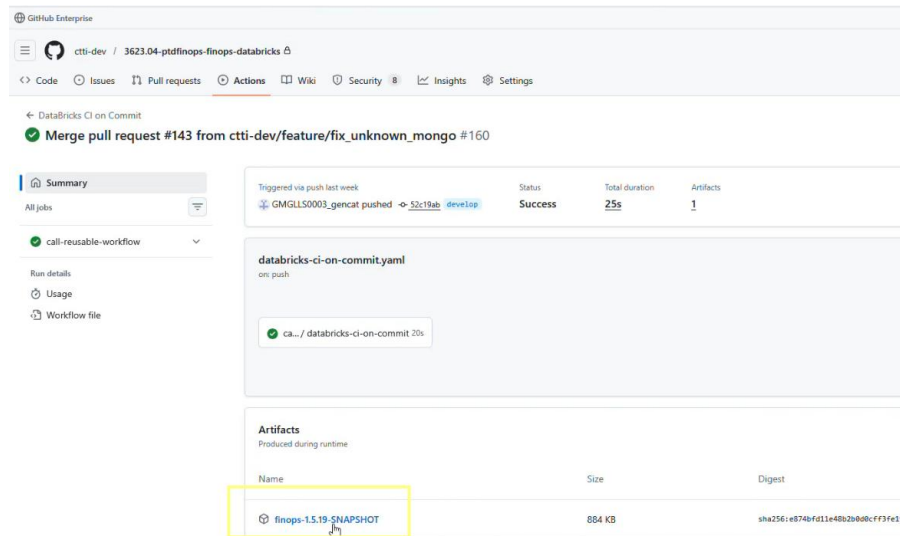 GitHub Enterprise
ctti-dev / 3623.04-ptdfinops-finops-databricks
Code Issues Pull requests Actions Wiki Security 8 Insights Settings
← DataBricks CI on Commit
Merge pull request #143 from ctti-dev/feature/fix_unknown_mongo #160
Summary
All jobs
call-reusable-workflow
Run details
Usage
Workflow file
Triggered via push last week Status Total duration Artifacts
GMGLLS0003_gencat pushed 52c19ab develop Success 25s 1
databricks-ci-on-commit.yaml
on: push
ca... / databricks-ci-on-commit 20s
Artifacts
Produced during runtime
Name Size Digest
finops-1.5.19-SNAPSHOT 884 KB